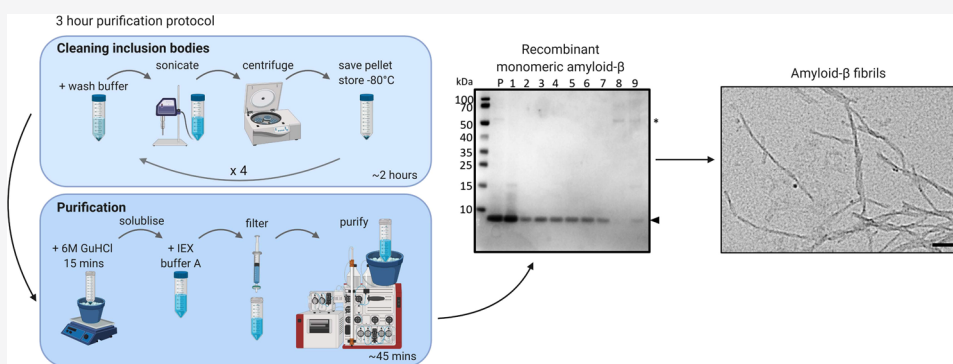 3 hour purification protocol
Cleaning inclusion bodies
sonicate
centrifuge
save pellet
store -80°C
+ wash buffer
x 4
~2 hours
Purification
solublise
filter
purify
+ 6M GuHCl
15 mins
+ IEX
buffer A
~45 mins
Recombinant
monomeric amyloid-β
kDa
P 1 2 3 4 5 6 7 8 9
100
70
50
40
35
25
15
10
*
Amyloid-β fibrils